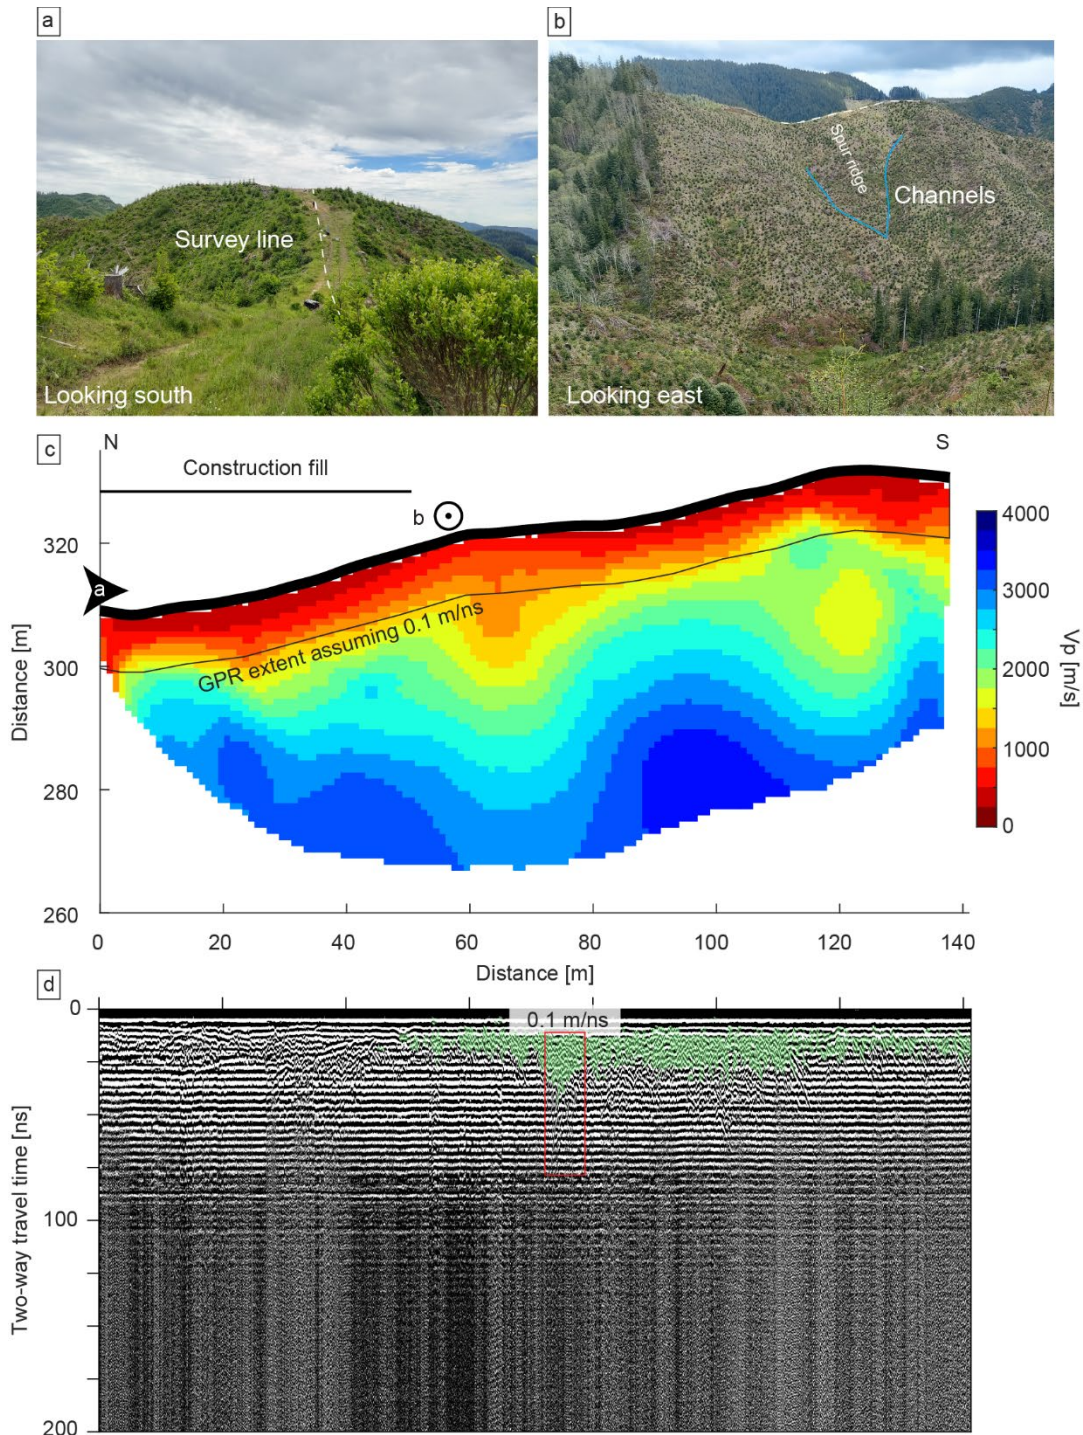 a
b
Survey line
Looking south
Spur ridge
Channels
Looking east
c
N
S
Construction fill
b
a
GPR extent assuming 0.1 m/ns
Distance [m]
320
300
280
260
0
20
40
60
80
100
120
140
Distance [m]
4000
3000
2000
1000
0
Vp [m/s]
d
0.1 m/ns
0
100
200
Two-way travel time [ns]